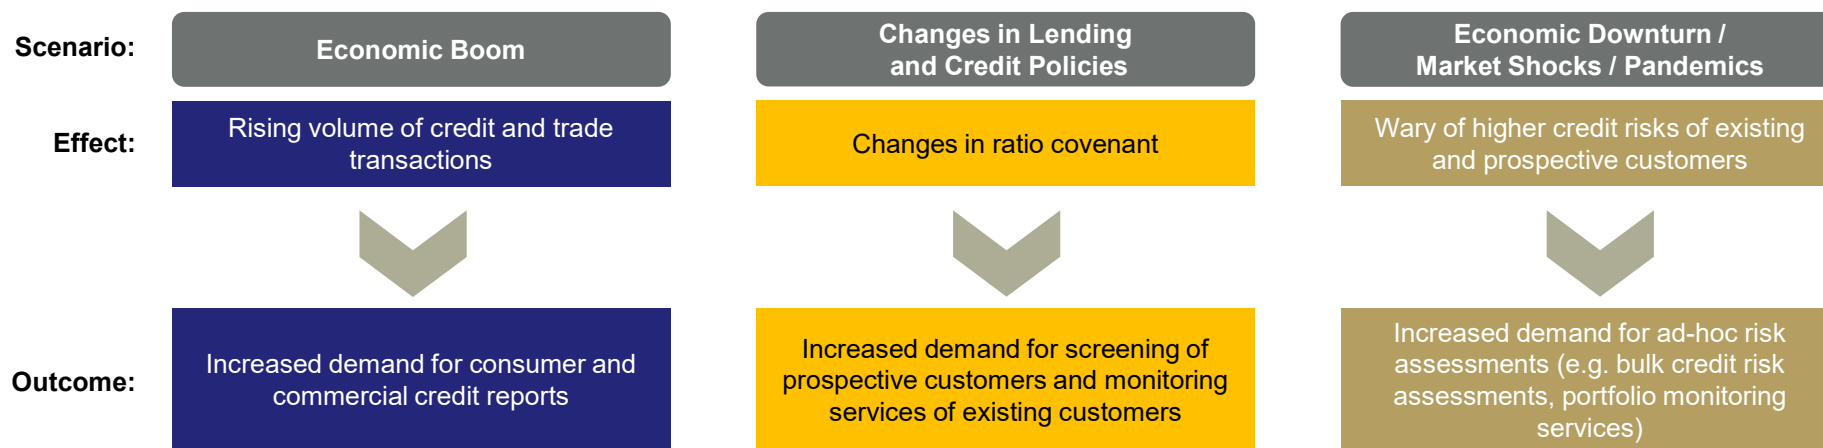 Scenario:
Economic Boom
Changes in Lending
and Credit Policies
Economic Downturn /
Market Shocks / Pandemics
Effect:
Rising volume of credit and trade
transactions
Changes in ratio covenant
Wary of higher credit risks of existing
and prospective customers
Outcome:
Increased demand for consumer and
commercial credit reports
Increased demand for screening of
prospective customers and monitoring
services of existing customers
Increased demand for ad-hoc risk
assessments (e.g. bulk credit risk
assessments, portfolio monitoring
services)